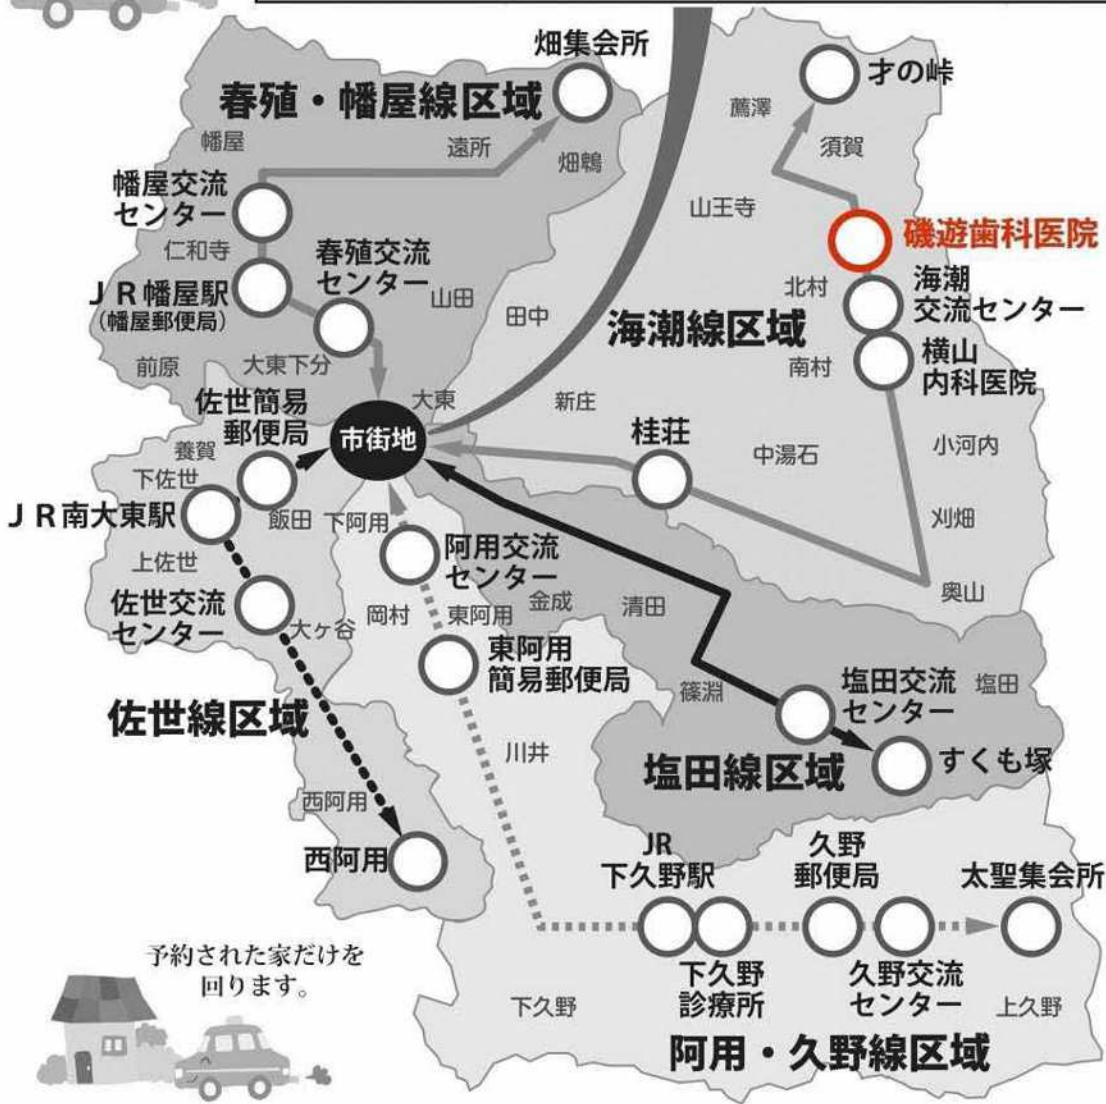 畑集会所
才の峠
春殖・幡屋線区域
薦澤
幡屋
遠所
須賀
畑鵯
幡屋交流
センター
山王寺
磯遊歯科医院
仁和寺
春殖交流
センター
海潮
交流センター
JR幡屋駅
(幡屋郵便局)
山田
北村
田中
海潮線区域
横山
内科医院
前原
大東下分
南村
佐世簡易
郵便局
大東
新庄
桂荘
市街地
養賀
中湯石
小河内
下佐世
JR南大東駅
飯田
下阿用
刈畑
阿用交流
センター
上佐世
奥山
佐世交流
センター
大ヶ谷
岡村
東阿用
金成
清田
東阿用
簡易郵便局
塩田交流
センター
塩田
篠淵
佐世線区域
川井
塩田線区域
すくも塚
西阿用
西阿用
JR
下久野駅
久野
郵便局
太聖集会所
予約された家だけを
回ります。
下久野
診療所
久野交流
センター
下久野
上久野
阿用・久野線区域